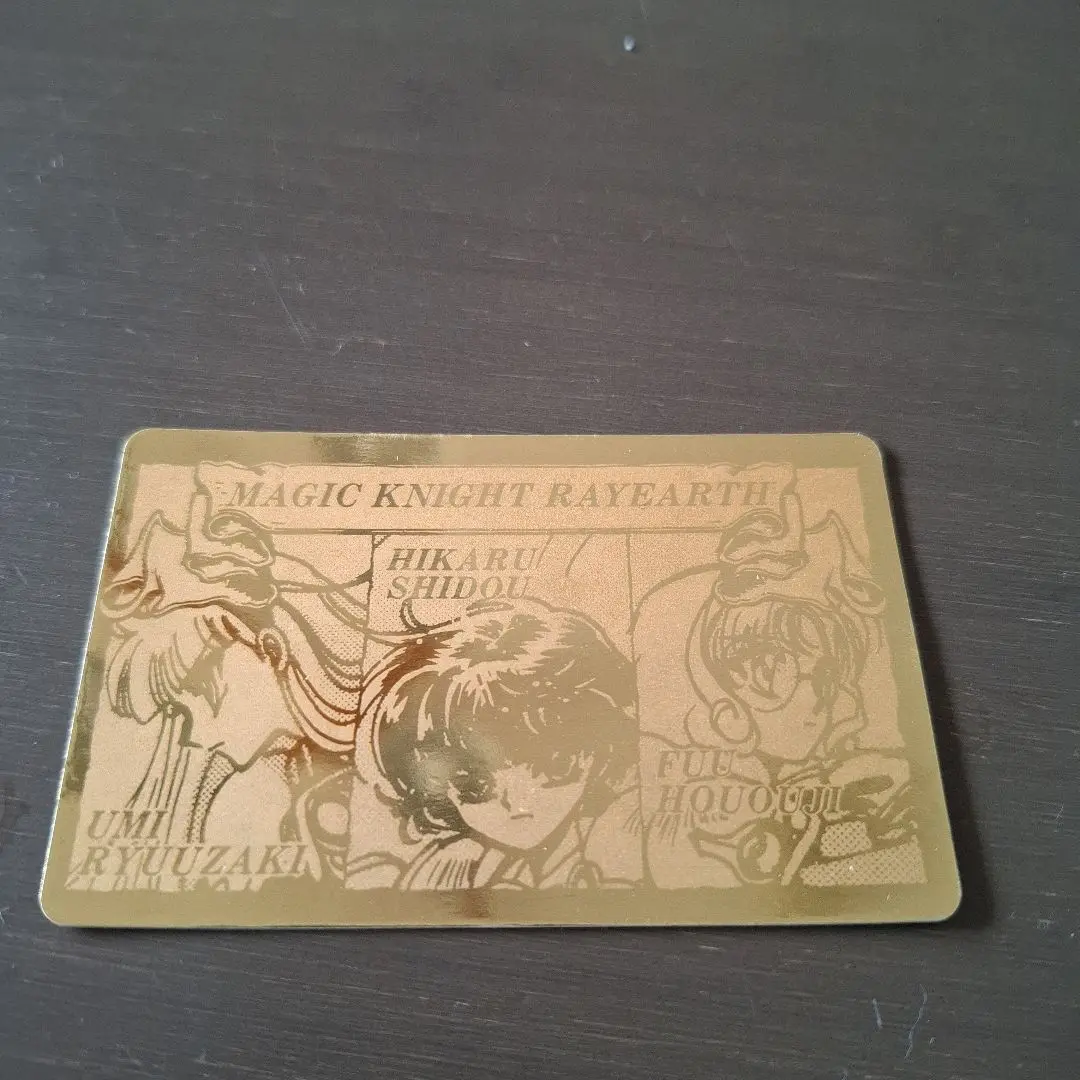 MAGIC KNIGHT RAYEARTH
HIKARU
SHIDOU
UMI
RYUUZAKI
FUU
HOUOUJI